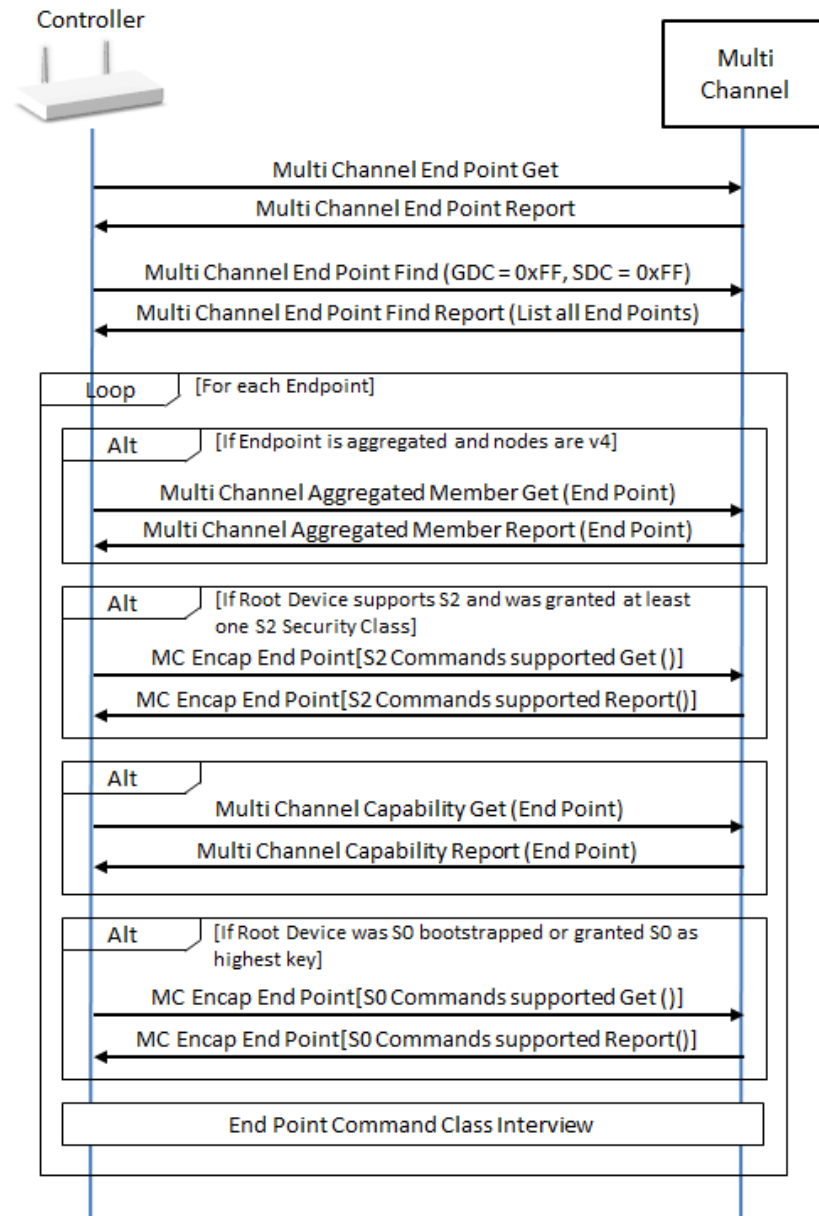 Controller
Multi
Channel
Multi Channel End Point Get
Multi Channel End Point Report
Multi Channel End Point Find (GDC = 0xFF, SDC = 0xFF)
Multi Channel End Point Find Report (List all End Points)
Loop [For each Endpoint]
Alt [If Endpoint is aggregated and nodes are v4]
Multi Channel Aggregated Member Get (End Point)
Multi Channel Aggregated Member Report (End Point)
Alt [If Root Device supports S2 and was granted at least
one S2 Security Class]
MC Encap End Point[S2 Commands supported Get ()]
MC Encap End Point[S2 Commands supported Report()]
Alt
Multi Channel Capability Get (End Point)
Multi Channel Capability Report (End Point)
Alt [If Root Device was S0 bootstrapped or granted S0 as
highest key]
MC Encap End Point[S0 Commands supported Get ()]
MC Encap End Point[S0 Commands supported Report()]
End Point Command Class Interview